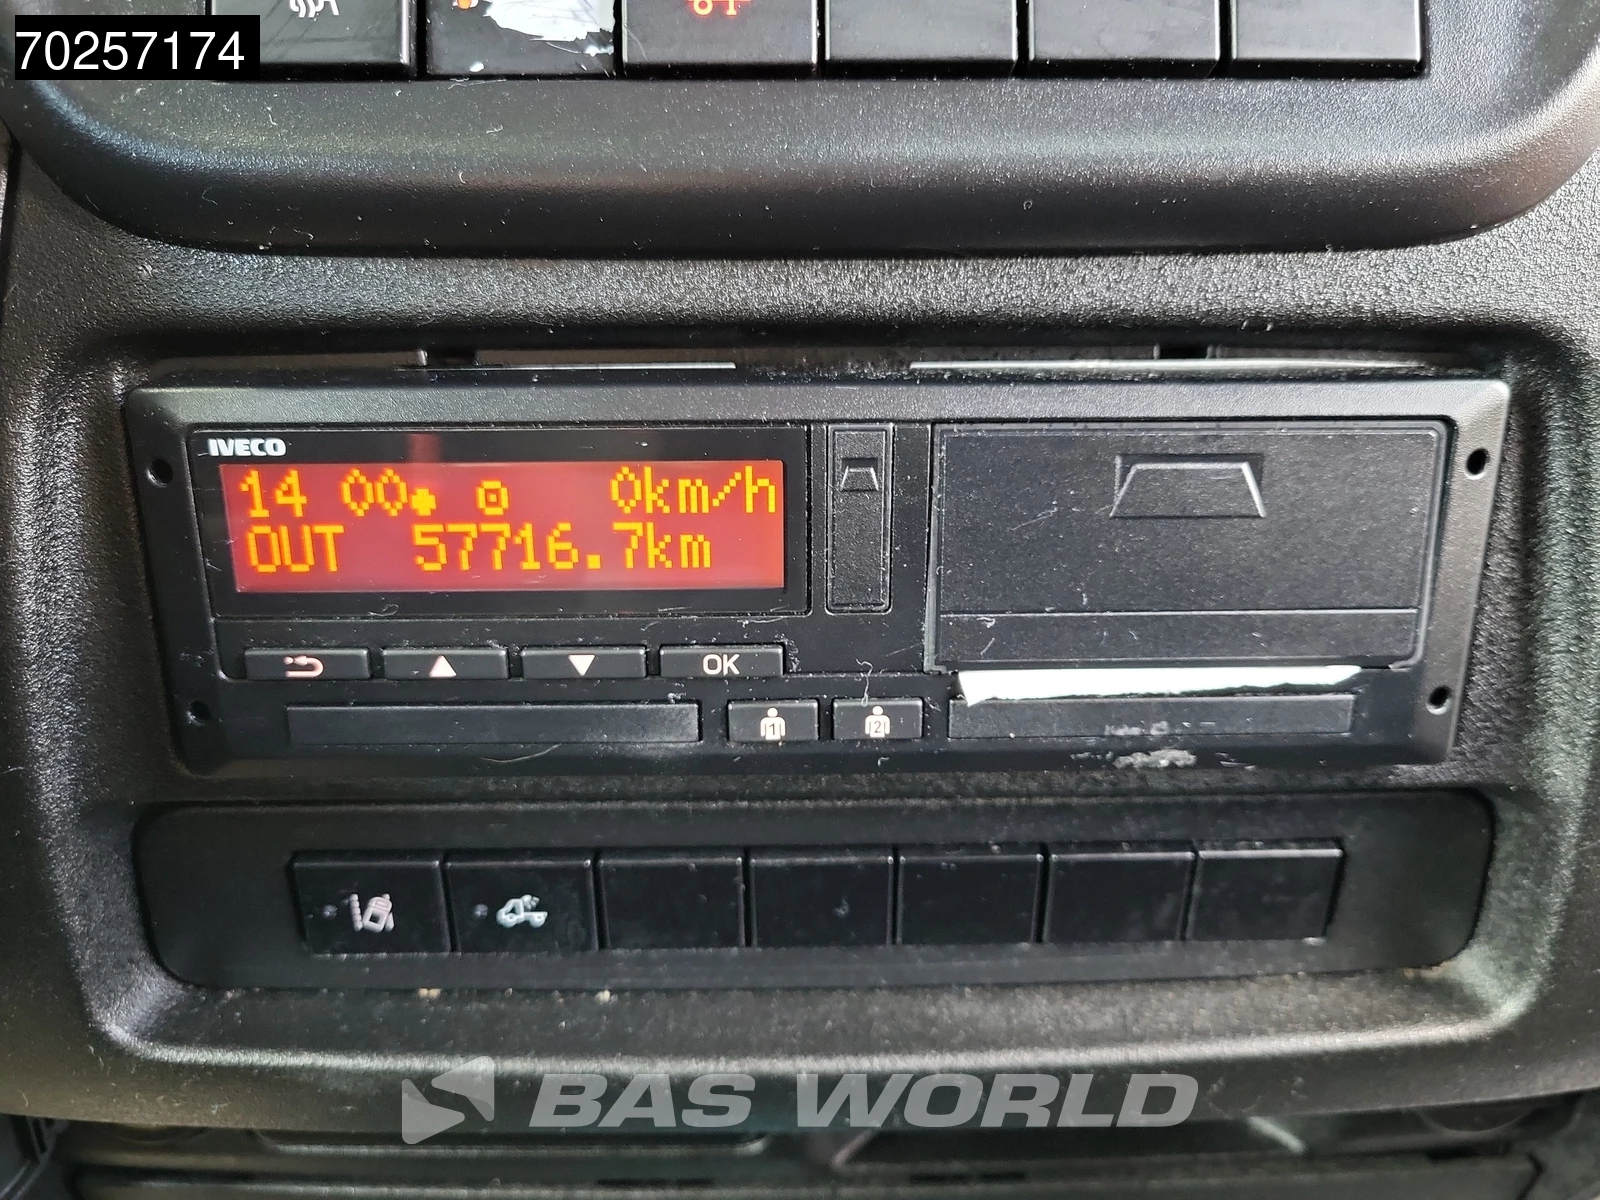 70257174
IVECO
14 00 0km/h
OUT 57716.7km
OK
1 2
BAS WORLD